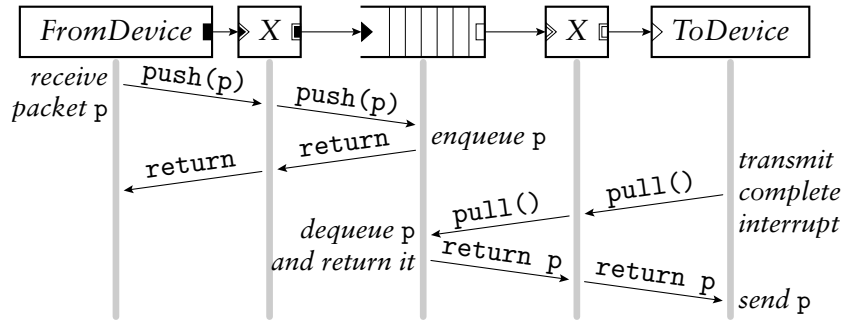 FromDevice
X
X
ToDevice
receive
packet p
push(p)
push(p)
enqueue p
return
return
transmit
complete
interrupt
pull()
pull()
dequeue p
and return it
return p
return p
send p